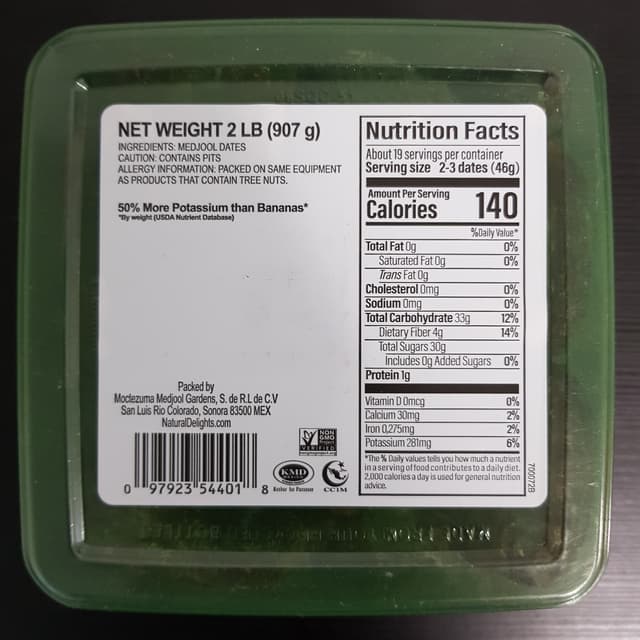 NET WEIGHT 2 LB (907 g)
INGREDIENTS: MEDJOOL DATES
CAUTION: CONTAINS PITS
ALLERGY INFORMATION: PACKED ON SAME EQUIPMENT
AS PRODUCTS THAT CONTAIN TREE NUTS.
50% More Potassium than Bananas*
*By weight (USDA Nutrient Database)
Packed by
Moctezuma Medjool Gardens, S. de R.L de C.V
San Luis Rio Colorado, Sonora 83500 MEX
NaturalDelights.com
0 97923 54401 8
NON
GMO
Project
VERIFIED
KMD
Kosher for Passover
CCIM
Nutrition Facts
About 19 servings per container
Serving size 2-3 dates (46g)
Amount Per Serving
Calories 140
%Daily Value*
Total Fat 0g 0%
Saturated Fat 0g 0%
Trans Fat 0g
Cholesterol 0mg 0%
Sodium 0mg 0%
Total Carbohydrate 33g 12%
Dietary Fiber 4g 14%
Total Sugars 30g
Includes 0g Added Sugars 0%
Protein 1g
Vitamin D 0mcg 0%
Calcium 30mg 2%
Iron 0,275mg 2%
Potassium 281mg 6%
*The % Daily values tells you how much a nutrient
in a serving of food contributes to a daily diet.
2,000 calories a day is used for general nutrition
advice.
700072B